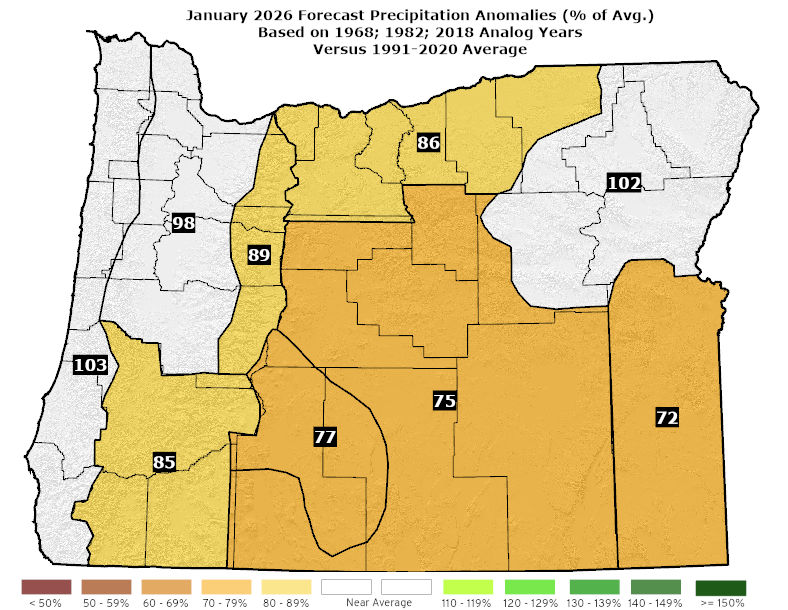 January 2026 Forecast Precipitation Anomalies (% of Avg.)
Based on 1968; 1982; 2018 Analog Years
Versus 1991-2020 Average
86
102
98
89
103
75
72
77
85
< 50%
50 - 59%
60 - 69%
70 - 79%
80 - 89%
Near Average
110 - 119%
120 - 129%
130 - 139%
140 - 149%
>= 150%